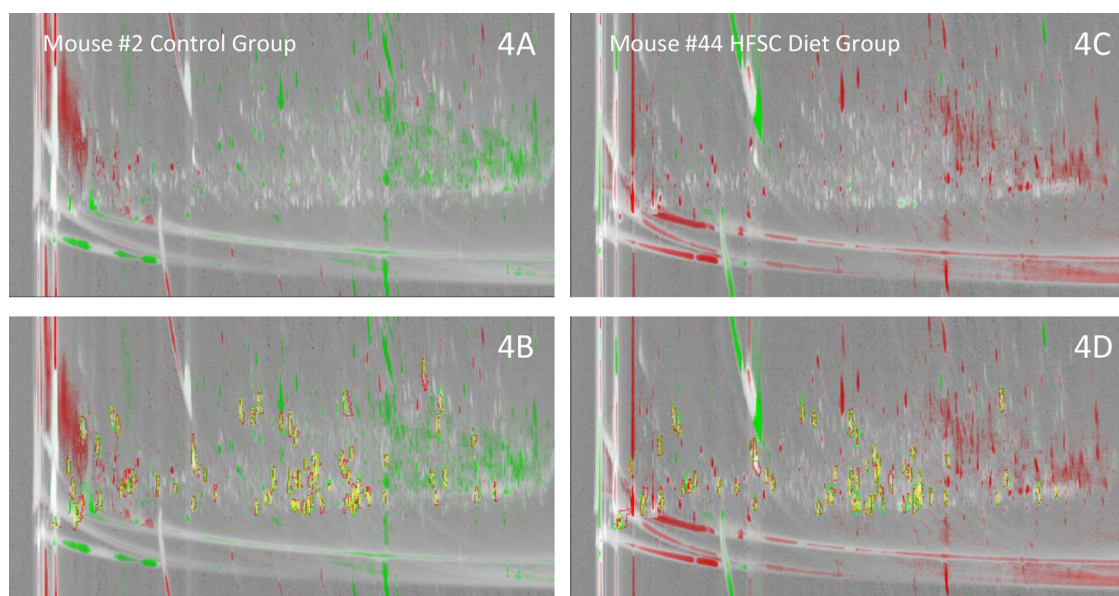 Mouse #2 Control Group
4A
Mouse #44 HFSC Diet Group
4C
4B
4D